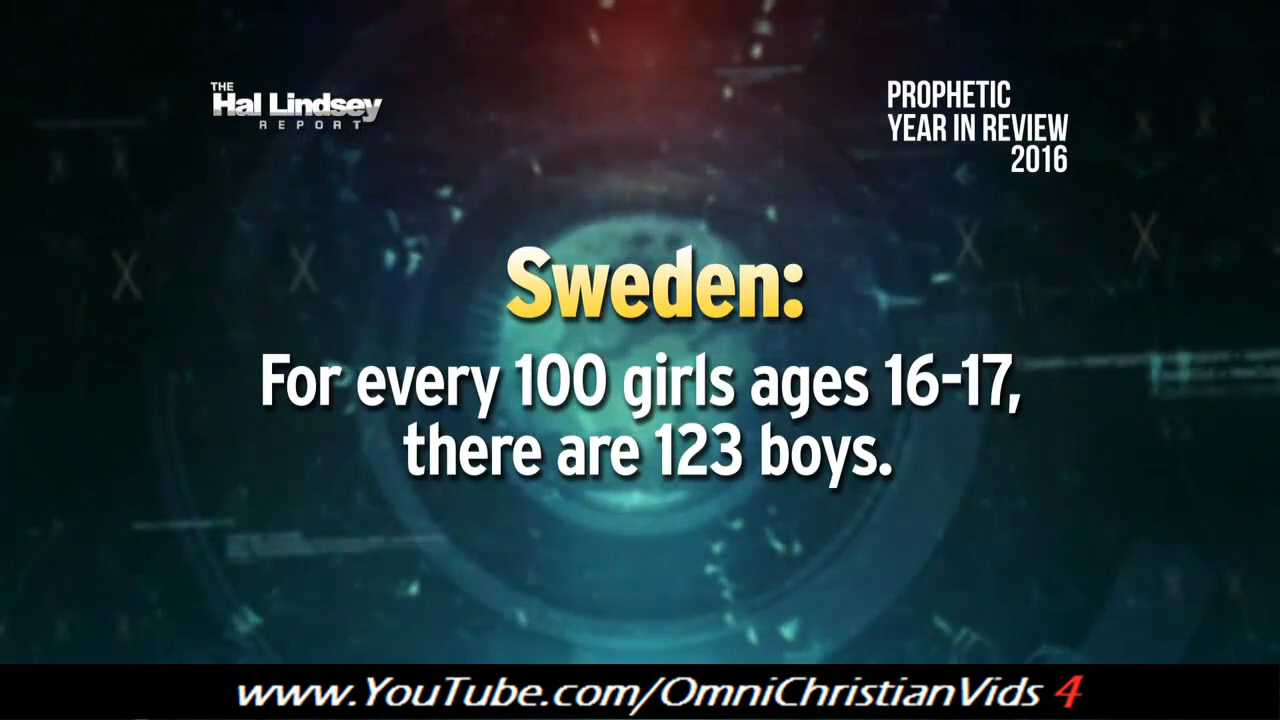 THE
Hal Lindsey
REPORT
PROPHETIC
YEAR IN REVIEW
2016
Sweden:
For every 100 girls ages 16-17,
there are 123 boys.
www.YouTube.com/OmniChristianVids 4